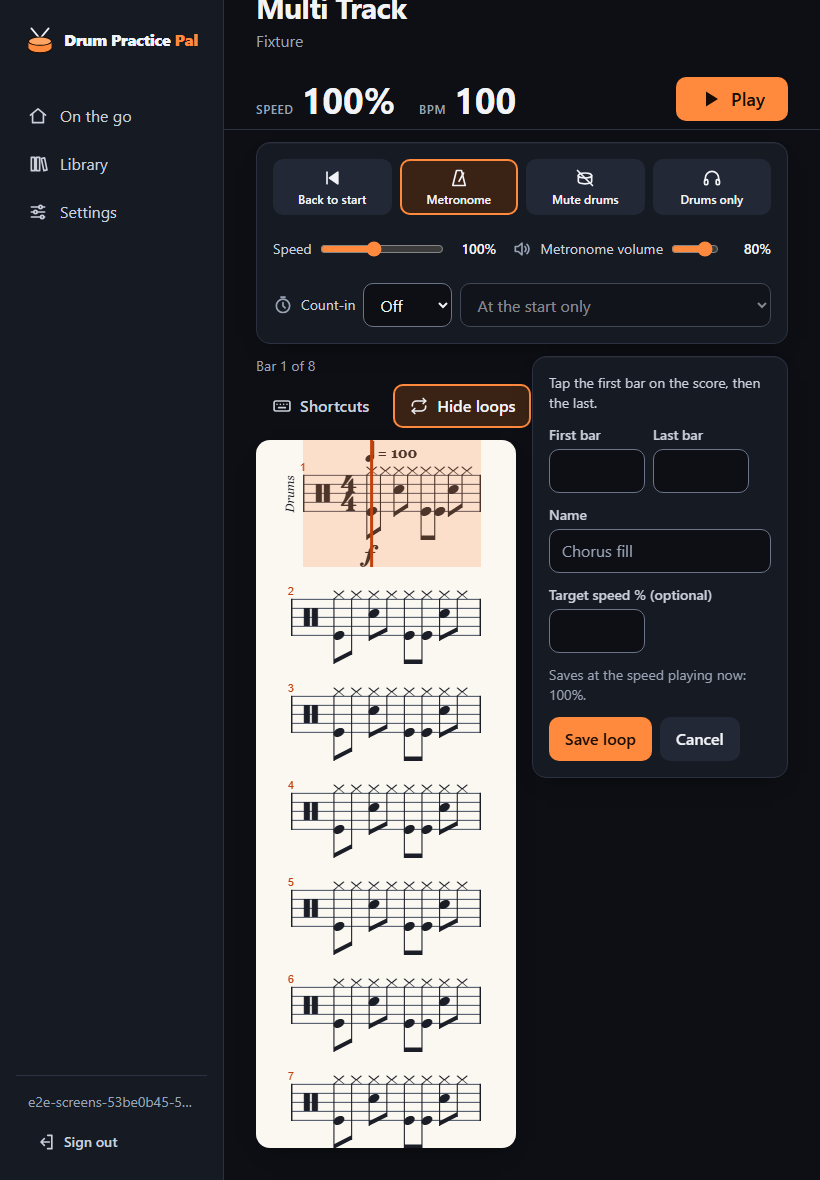 Multi Track
Drum Practice Pal
Fixture
SPEED 100% BPM 100
Play
On the go
Library
Settings
Back to start
Metronome
Mute drums
Drums only
Speed 100% Metronome volume 80%
Count-in Off At the start only
Bar 1 of 8
Shortcuts
Hide loops
Tap the first bar on the score, then
the last.
First bar Last bar
Name
Chorus fill
Target speed % (optional)
Saves at the speed playing now:
100%.
Save loop Cancel
= 100
1
Drums
4
4
f
2
3
4
5
6
7
e2e-screens-53be0b45-5...
Sign out